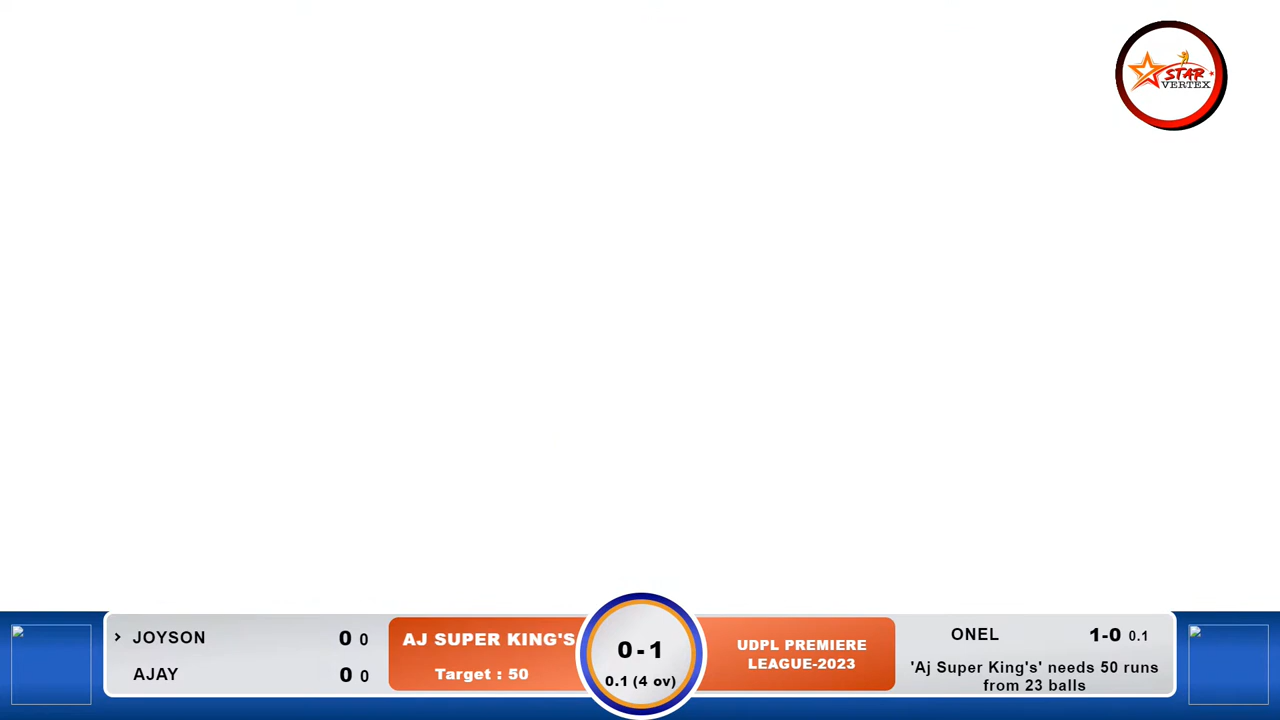 STAR
VERTEX
JOYSON 0 0
AJAY 0 0
AJ SUPER KING'S
Target : 50
0-1
0.1 (4 ov)
UDPL PREMIERE
LEAGUE-2023
ONEL 1-0 0.1
'Aj Super King's' needs 50 runs
from 23 balls